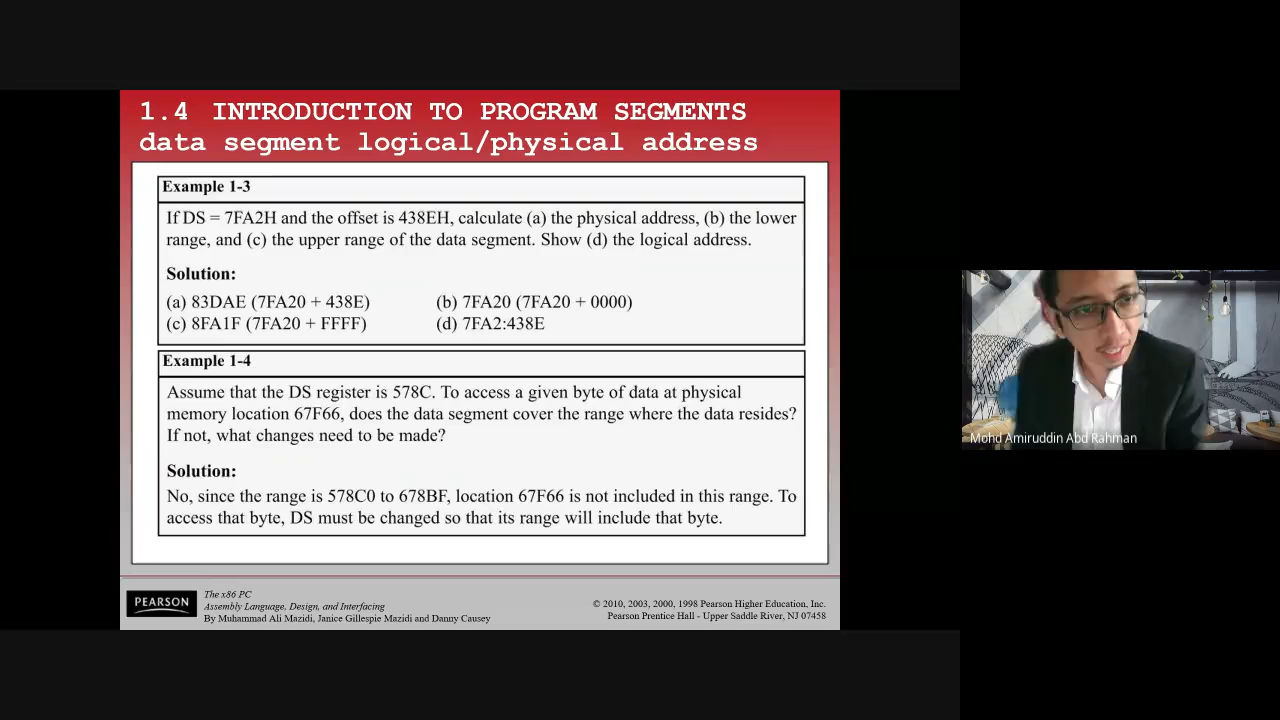 1.4 INTRODUCTION TO PROGRAM SEGMENTS
data segment logical/physical address
Example 1-3
If DS = 7FA2H and the offset is 438EH, calculate (a) the physical address, (b) the lower
range, and (c) the upper range of the data segment. Show (d) the logical address.
Solution:
(a) 83DAE (7FA20 + 438E) (b) 7FA20 (7FA20 + 0000)
(c) 8FA1F (7FA20 + FFFF) (d) 7FA2:438E
Example 1-4
Assume that the DS register is 578C. To access a given byte of data at physical
memory location 67F66, does the data segment cover the range where the data resides?
If not, what changes need to be made?
Solution:
No, since the range is 578C0 to 678BF, location 67F66 is not included in this range. To
access that byte, DS must be changed so that its range will include that byte.
PEARSON
The x86 PC
Assembly Language, Design, and Interfacing
By Muhammad Ali Mazidi, Janice Gillespie Mazidi and Danny Causey
© 2010, 2003, 2000, 1998 Pearson Higher Education, Inc.
Pearson Prentice Hall - Upper Saddle River, NJ 07458
Mohd Amiruddin Abd Rahman